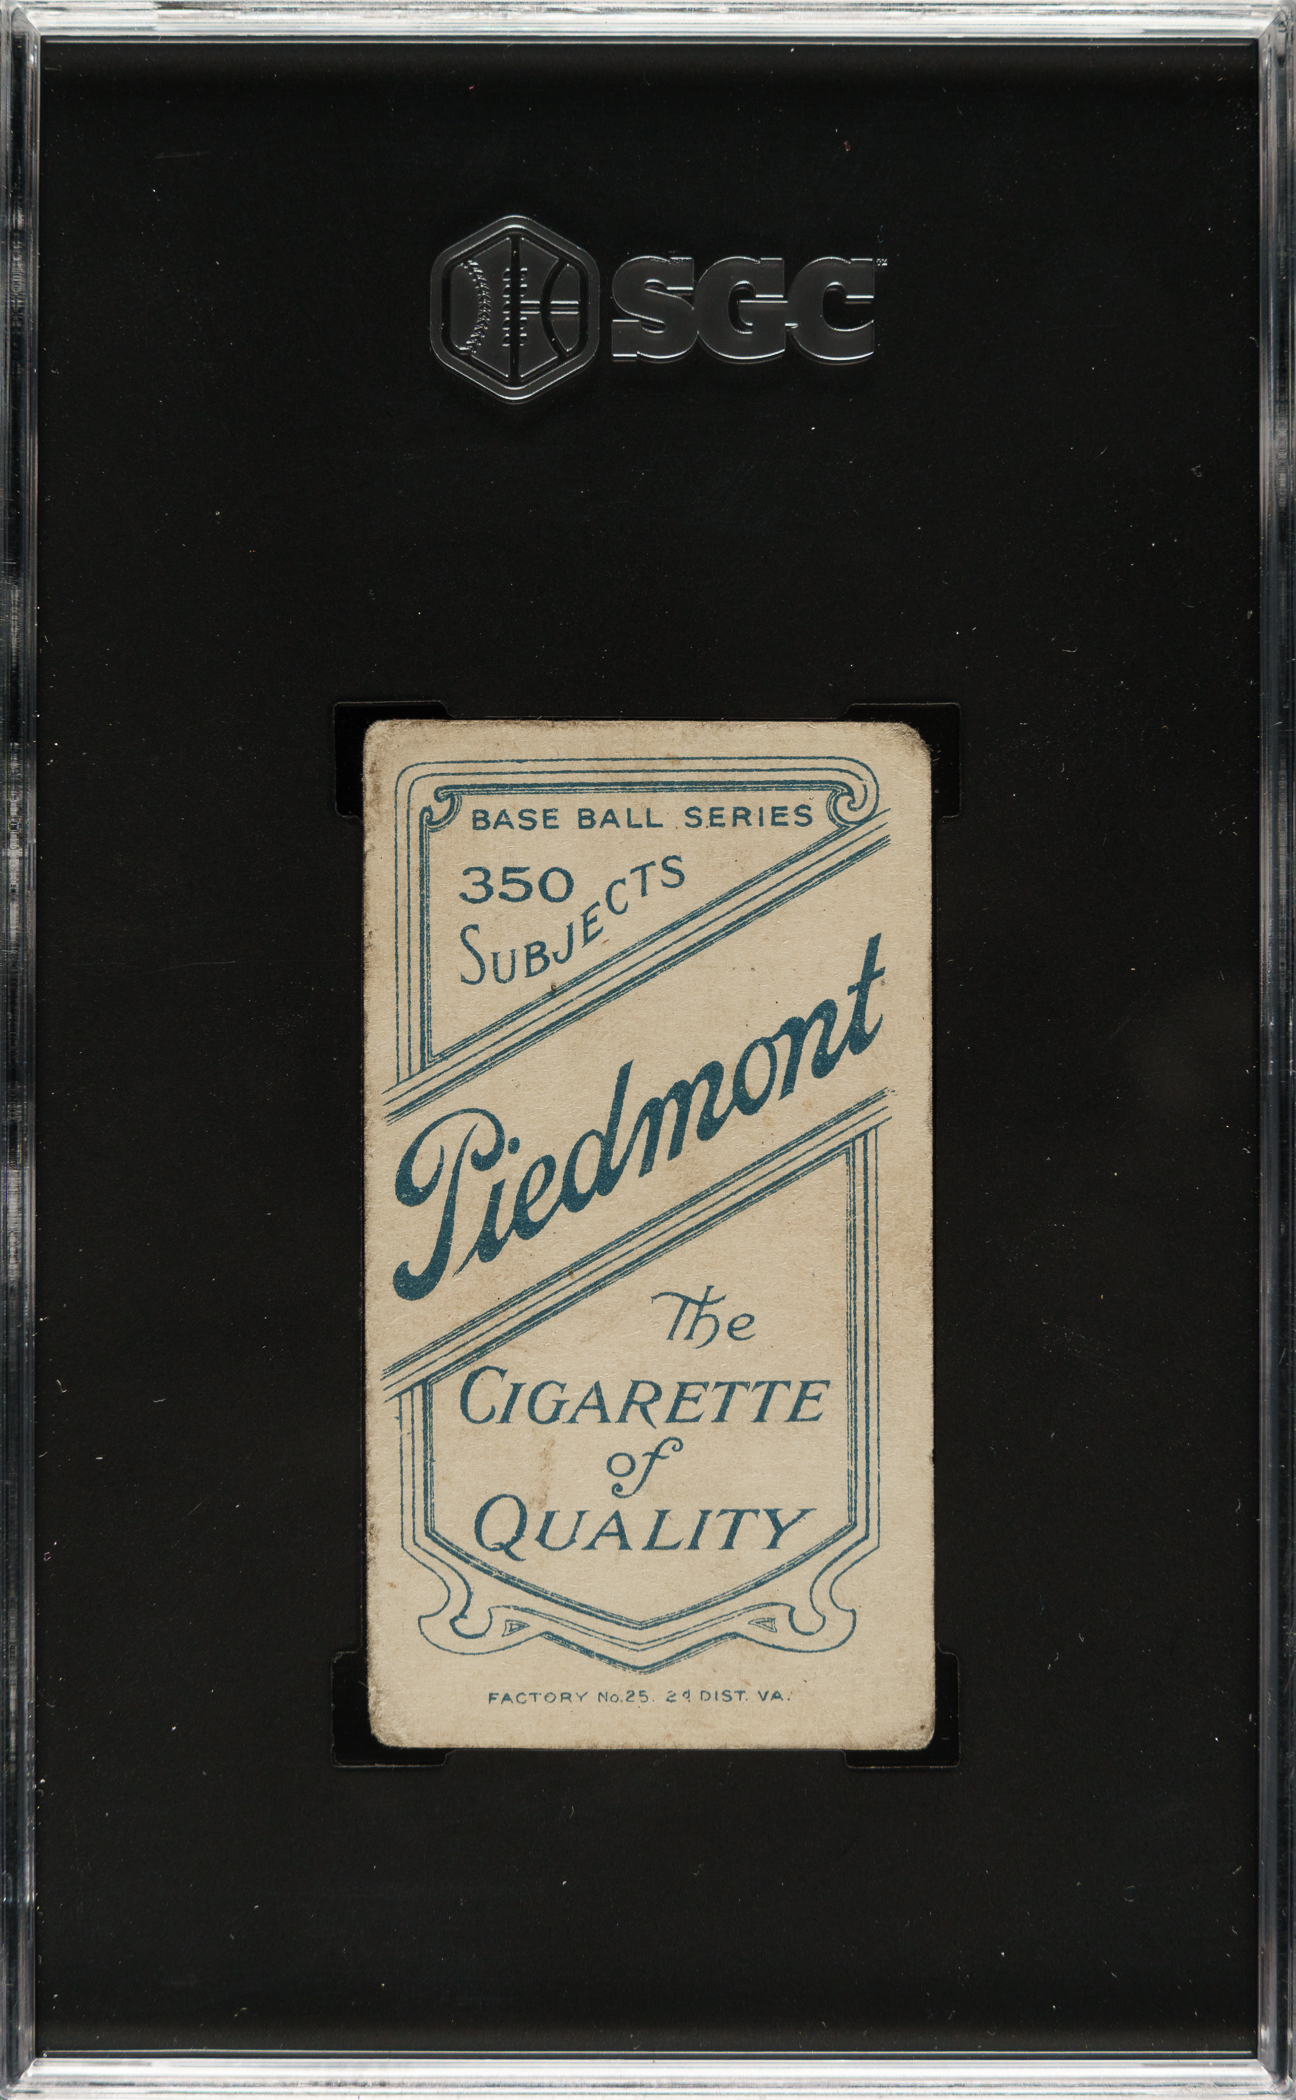 SGC
BASE BALL SERIES
350
SUBJECTS
Piedmont
The
CIGARETTE
of
QUALITY
FACTORY No. 25. 2d DIST. VA.